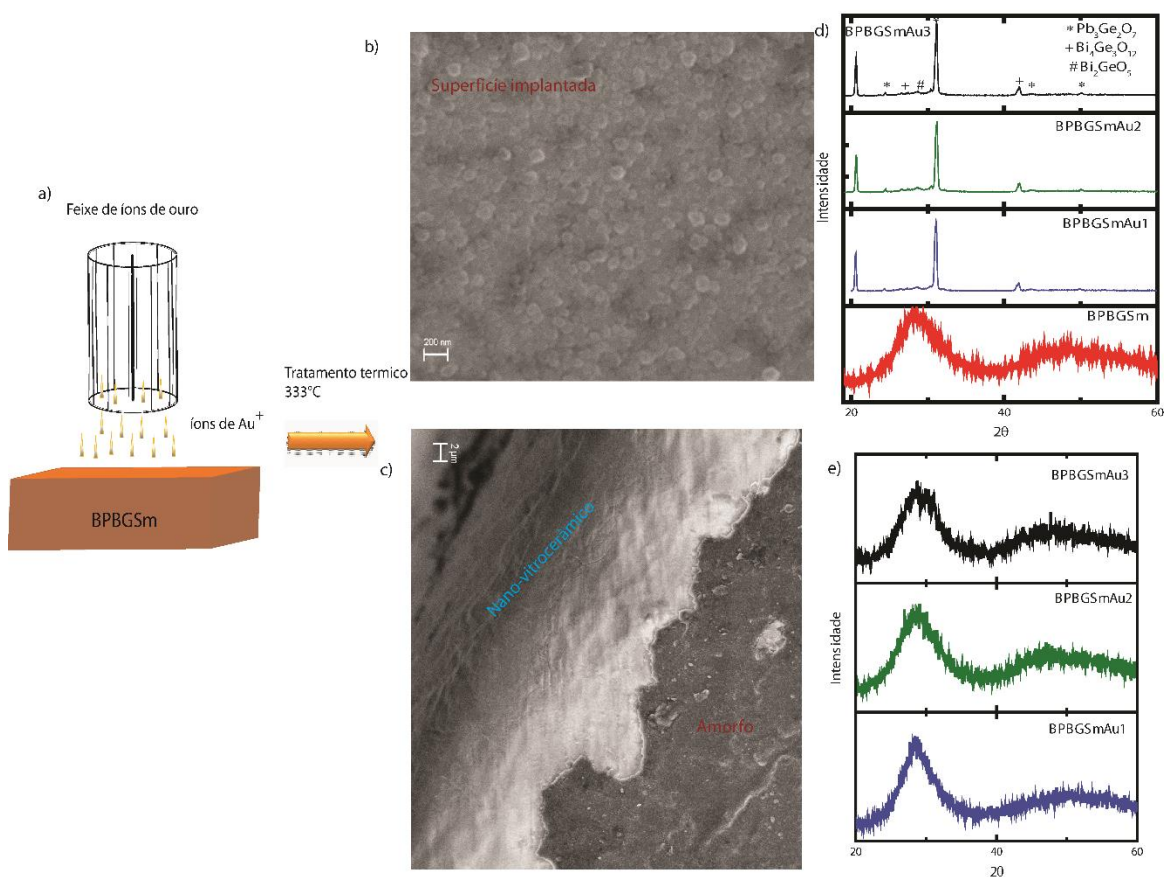 a)
Feixe de íons de ouro
íons de Au⁺
BPBGSm
Tratamento termico
333°C
b)
Superfície implantada
200 nm
c)
2 µm
Nano-vitrocerâmico
Amorfo
d)
BPBGSmAu3
* Pb₃Ge₂O₇
+ Bi₄Ge₃O₁₂
# Bi₂GeO₅
* + # * + * *
BPBGSmAu2
BPBGSmAu1
BPBGSm
Intensidade
20 40 60
2θ
e)
BPBGSmAu3
BPBGSmAu2
BPBGSmAu1
Intensidade
20 40 60
2θ